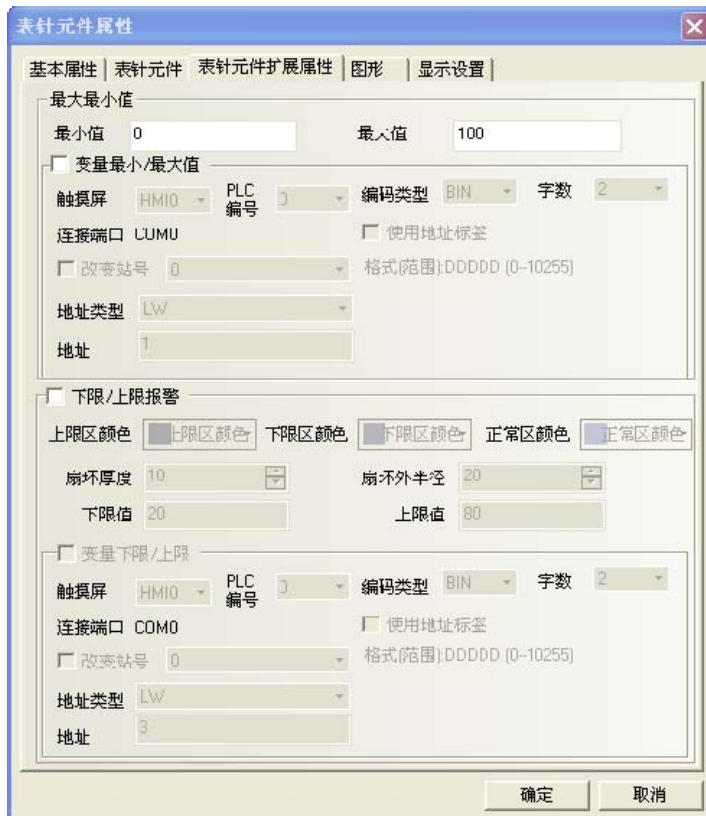 表针元件属性
基本属性 表针元件 表针元件扩展属性 图形 显示设置
最大最小值
最小值 0 最大值 100
变量最小/最大值
触摸屏 HMI0 PLC编号 0 编码类型 BIN 字数 2
连接端口 COM0 使用地址标签
改变站号 0 格式(范围):DDDDD (0--10255)
地址类型 LW
地址 1
下限/上限报警
上限区颜色 上限区颜色 下限区颜色 下限区颜色 正常区颜色 正常区颜色
扇环厚度 10 扇环外半径 20
下限值 20 上限值 80
变量下限/上限
触摸屏 HMI0 PLC编号 0 编码类型 BIN 字数 2
连接端口 COM0 使用地址标签
改变站号 0 格式(范围):DDDDD (0--10255)
地址类型 LW
地址 3
确定 取消